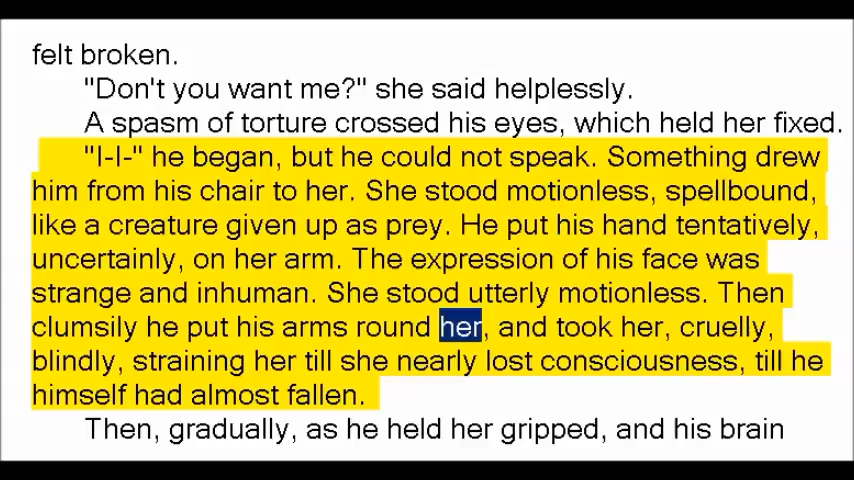 felt broken.
"Don't you want me?" she said helplessly.
A spasm of torture crossed his eyes, which held her fixed.
"I-I-" he began, but he could not speak. Something drew
him from his chair to her. She stood motionless, spellbound,
like a creature given up as prey. He put his hand tentatively,
uncertainly, on her arm. The expression of his face was
strange and inhuman. She stood utterly motionless. Then
clumsily he put his arms round her, and took her, cruelly,
blindly, straining her till she nearly lost consciousness, till he
himself had almost fallen.
Then, gradually, as he held her gripped, and his brain